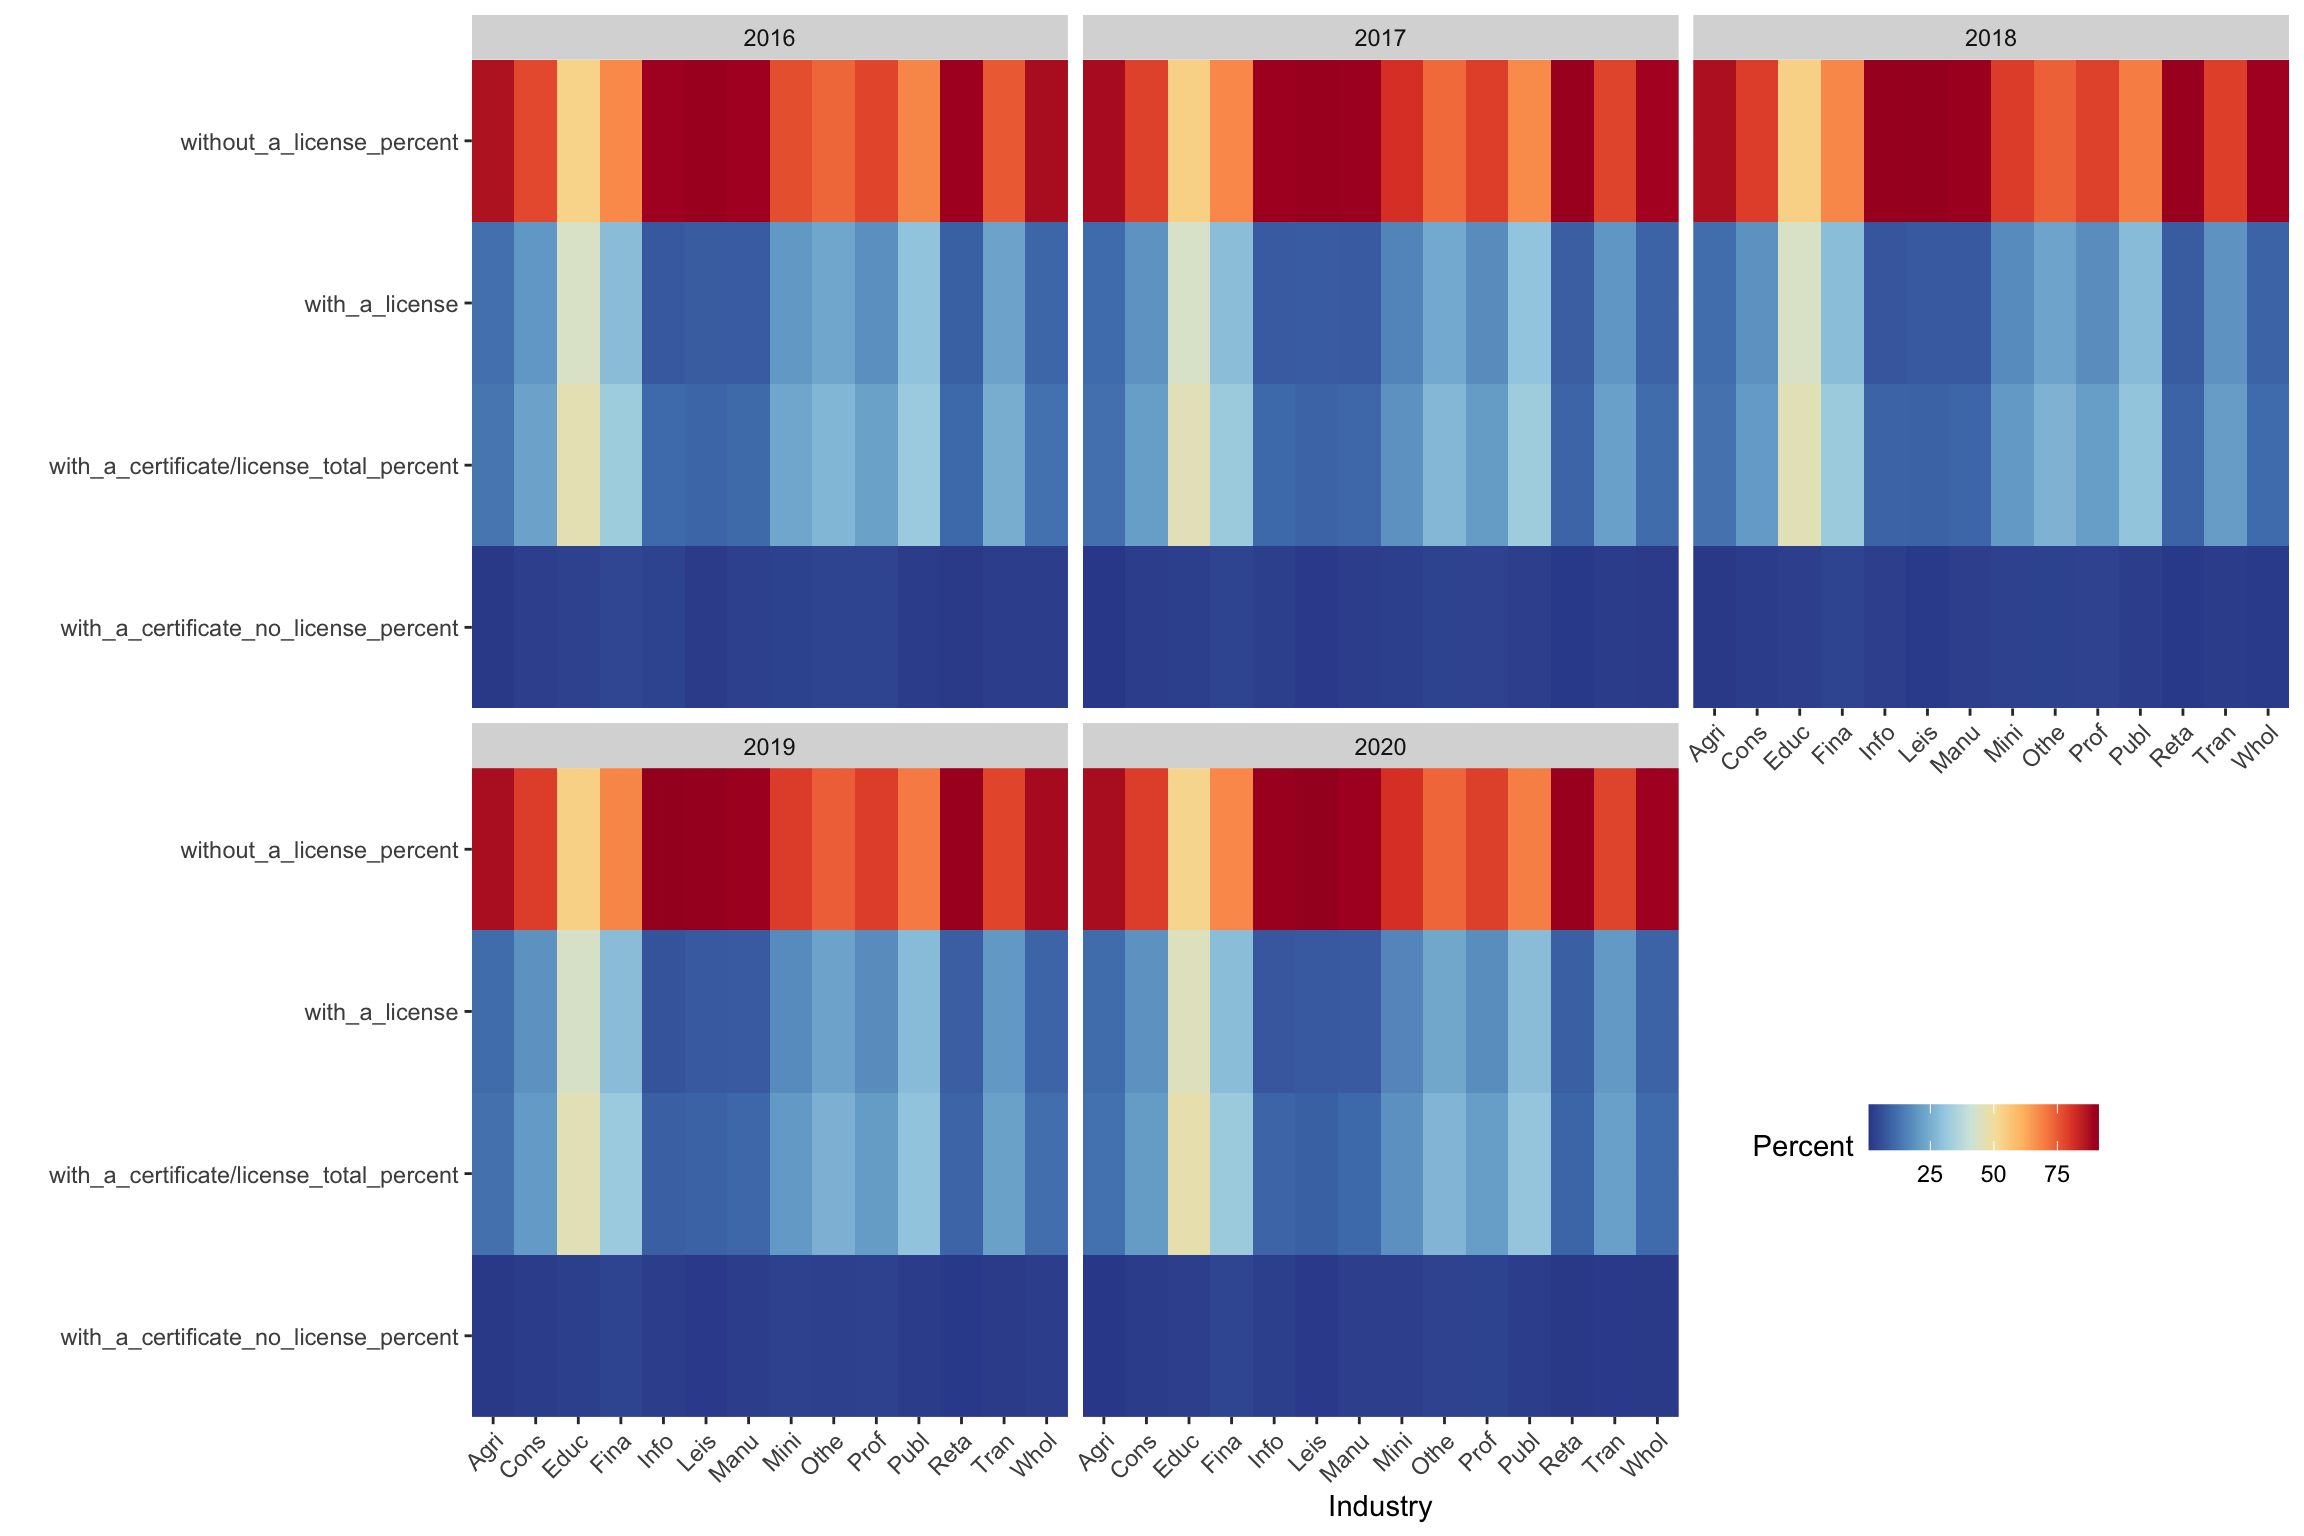 2016
2017
2018
without_a_license_percent
with_a_license
with_a_certificate/license_total_percent
with_a_certificate_no_license_percent
Agri Cons Educ Fina Info Leis Manu Mini Othe Prof Publ Reta Tran Whol
2019
2020
without_a_license_percent
with_a_license
with_a_certificate/license_total_percent
with_a_certificate_no_license_percent
Agri Cons Educ Fina Info Leis Manu Mini Othe Prof Publ Reta Tran Whol
Agri Cons Educ Fina Info Leis Manu Mini Othe Prof Publ Reta Tran Whol
Industry
Percent
25 50 75